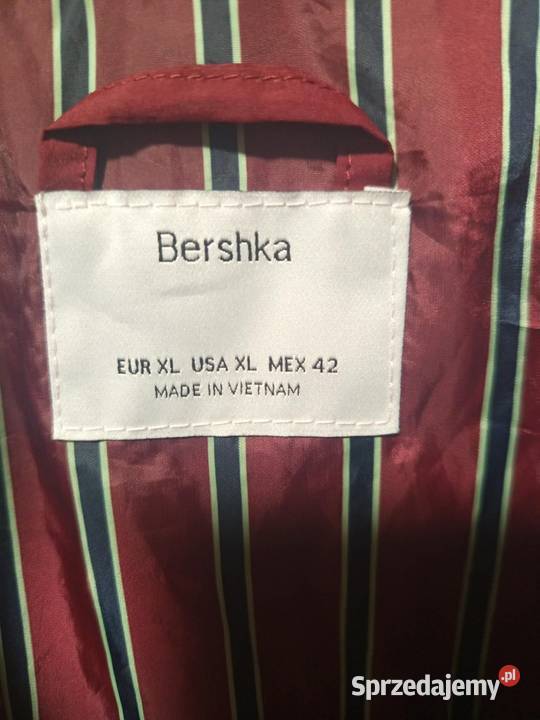 Bershka
EUR XL USA XL MEX 42
MADE IN VIETNAM
Sprzedajemy.pl